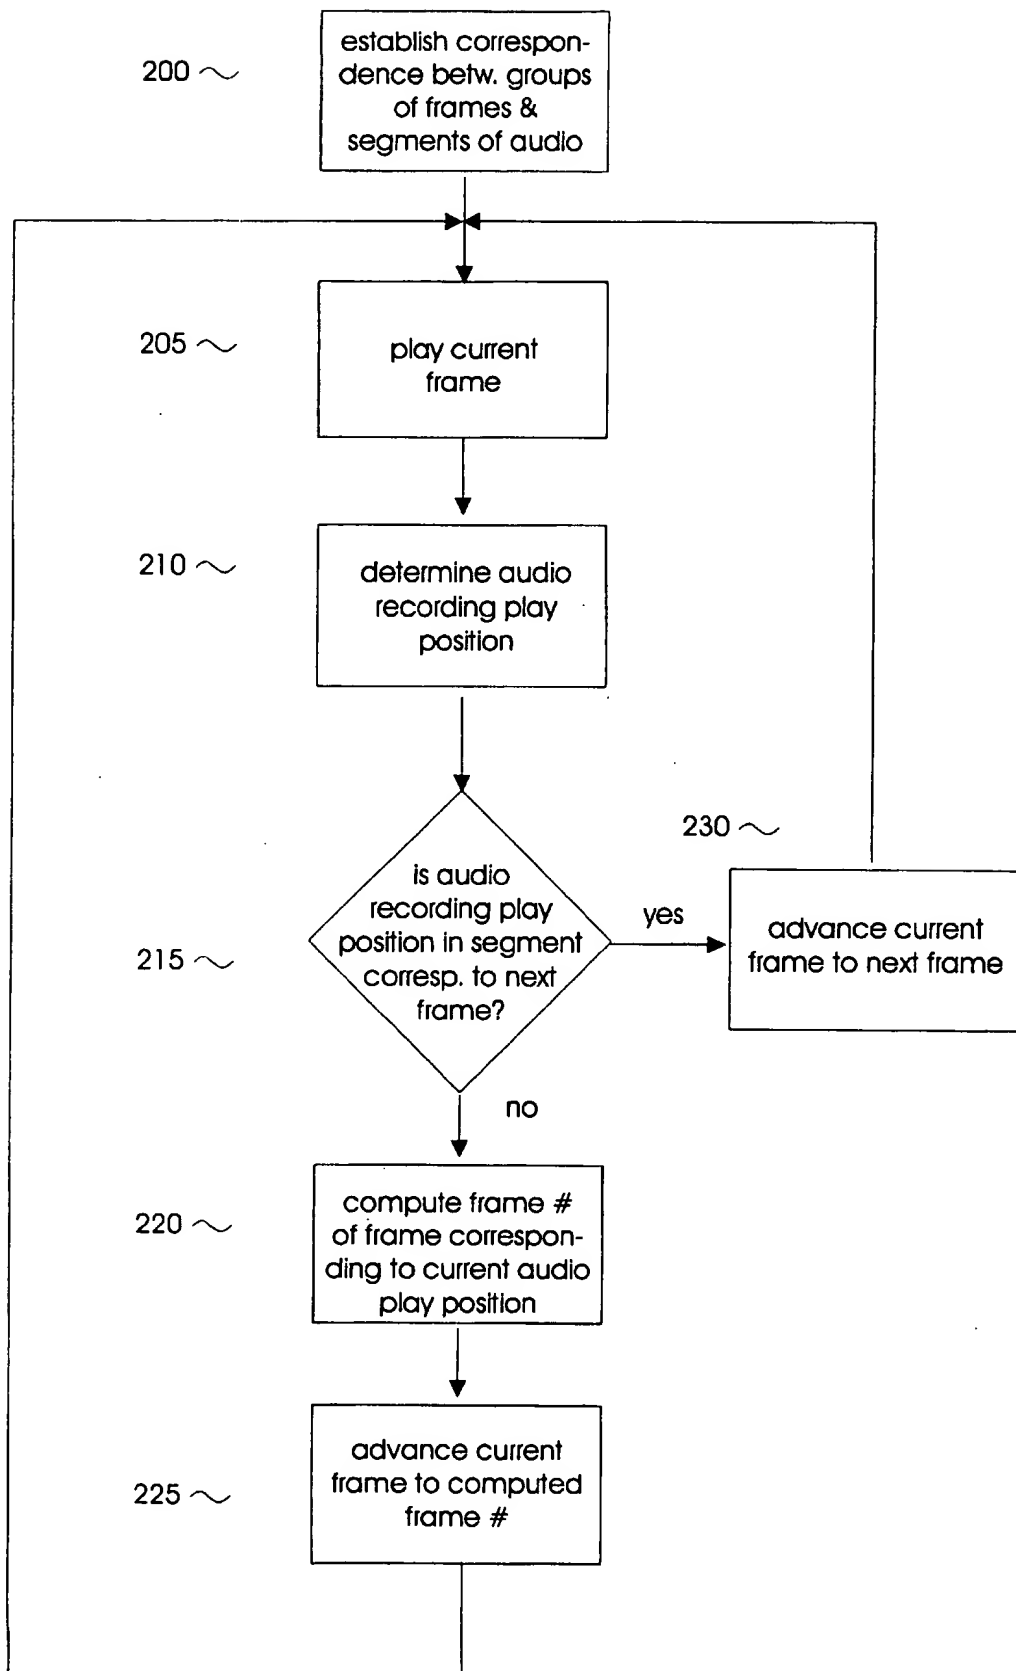 200
establish correspon-
dence betw. groups
of frames &
segments of audio
205
play current
frame
210
determine audio
recording play
position
215
is audio
recording play
position in segment
corresp. to next
frame?
yes
230
advance current
frame to next frame
no
220
compute frame #
of frame correspon-
ding to current audio
play position
225
advance current
frame to computed
frame #